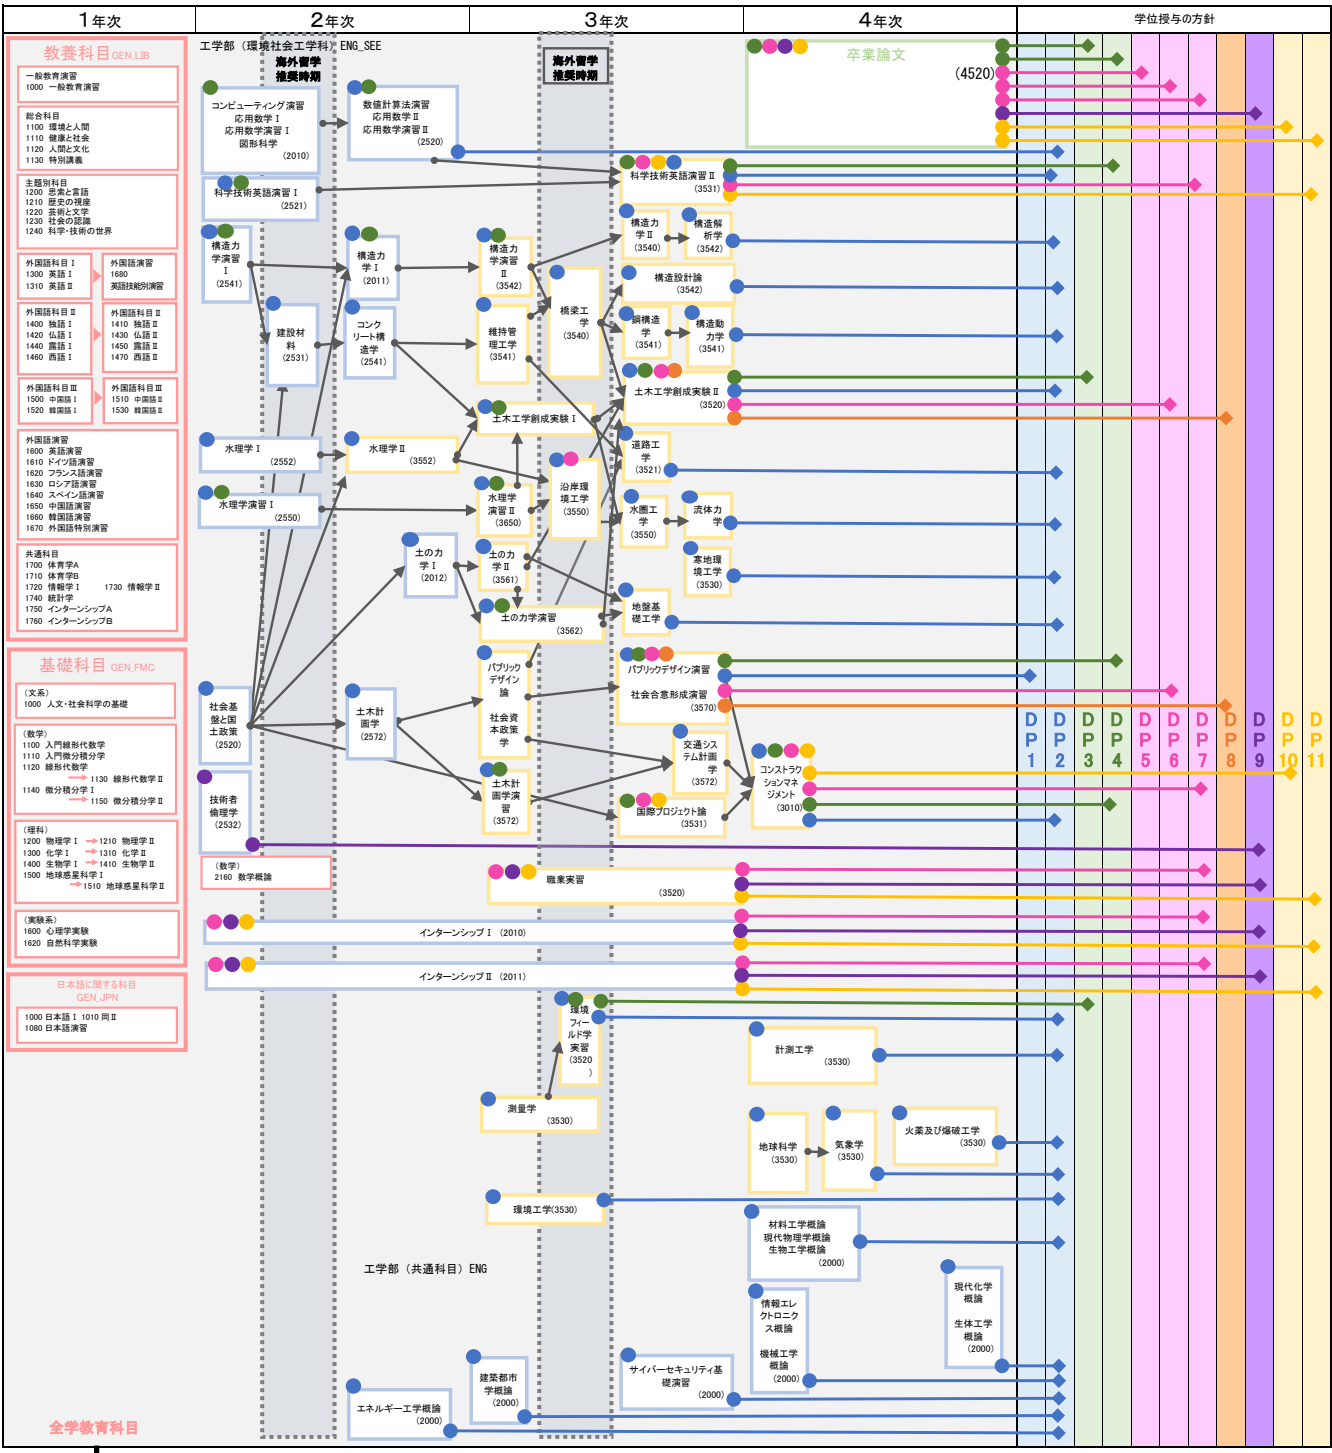 1年次
2年次
3年次
4年次
学位授与の方針
教養科目 GEN_LIB
一般教育演習
1000 一般教育演習
総合科目
1100 環境と人間
1110 健康と社会
1120 人間と文化
1130 特別講義
主題別科目
1200 思索と言語
1210 歴史の視座
1220 芸術と文学
1230 社会の認識
1240 科学・技術の世界
外国語科目Ⅰ
1300 英語Ⅰ
1310 英語Ⅱ
外国語演習
1680
英語技能別演習
外国語科目Ⅱ
1400 独語Ⅰ
1420 仏語Ⅰ
1440 露語Ⅰ
1460 西語Ⅰ
外国語科目Ⅱ
1410 独語Ⅱ
1430 仏語Ⅱ
1450 露語Ⅱ
1470 西語Ⅱ
外国語科目Ⅲ
1500 中国語Ⅰ
1520 韓国語Ⅰ
外国語科目Ⅲ
1510 中国語Ⅱ
1530 韓国語Ⅱ
外国語演習
1600 英語演習
1610 ドイツ語演習
1620 フランス語演習
1630 ロシア語演習
1640 スペイン語演習
1650 中国語演習
1660 韓国語演習
1670 外国語特別演習
共通科目
1700 体育学A
1710 体育学B
1720 情報学Ⅰ 1730 情報学Ⅱ
1740 統計学
1750 インターンシップA
1760 インターンシップB
基礎科目 GEN_FMC
(文系)
1000 人文・社会科学の基礎
(数学)
1100 入門線形代数学
1110 入門微分積分学
1120 線形代数学
1130 線形代数学Ⅱ
1140 微分積分学Ⅰ
1150 微分積分学Ⅱ
(理科)
1200 物理学Ⅰ 1210 物理学Ⅱ
1300 化学Ⅰ 1310 化学Ⅱ
1400 生物学Ⅰ 1410 生物学Ⅱ
1500 地球惑星科学Ⅰ
1510 地球惑星科学Ⅱ
(実験系)
1600 心理学実験
1620 自然科学実験
日本語に関する科目
GEN_JPN
1000 日本語Ⅰ 1010 同Ⅱ
1080 日本語演習
全学教育科目
工学部（環境社会工学科）ENG_SEE
海外留学
推奨時期
海外留学
推奨時期
コンピューティング演習
応用数学Ⅰ
応用数学演習Ⅰ
図形科学
(2010)
数値計算法演習
応用数学Ⅱ
応用数学演習Ⅱ
(2520)
卒業論文
(4520)
科学技術英語演習Ⅰ
(2521)
科学技術英語演習Ⅱ
(3531)
構造力
学演習
Ⅰ
(2541)
構造力
学Ⅰ
(2011)
構造力
学演習
Ⅱ
(3542)
構造力
学Ⅱ
(3540)
構造解
析学
(3542)
構造設計論
(3542)
橋梁工
学
(3540)
建設材
料
(2531)
コンク
リート構
造学
(2541)
維持管
理工学
(3541)
鋼構造
学
(3541)
構造動
力学
(3541)
土木工学創成実験Ⅰ
土木工学創成実験Ⅱ
(3520)
水理学Ⅰ
(2552)
水理学Ⅱ
(3552)
道路工
学
(3521)
水理学演習Ⅰ
(2550)
水理学
演習Ⅱ
(3650)
沿岸環
境工学
(3550)
水圏工
学
(3550)
流体力
学
土の力
学Ⅰ
(2012)
土の力
学Ⅱ
(3561)
寒地環
境工学
(3530)
土の力学演習
(3562)
地盤基
礎工学
社会基
盤と国
土政策
(2520)
土木計
画学
(2572)
パブリック
デザイン
論
社会資
本政策
学
パブリックデザイン演習
社会合意形成演習
(3570)
交通シス
テム計画
学
(3572)
コンストラク
ションマネ
ジメント
(3010)
技術者
倫理学
(2532)
土木計
画学演
習
(3572)
国際プロジェクト論
(3531)
(数学)
2160 数学概論
職業実習
(3520)
インターンシップⅠ (2010)
インターンシップⅡ (2011)
環境
フィー
ルド学
実習
(3520
)
測量学
(3530)
計測工学
(3530)
地球科学
(3530)
気象学
(3530)
火薬及び爆破工学
(3530)
環境工学(3530)
材料工学概論
現代物理学概論
生物工学概論
(2000)
工学部（共通科目）ENG
情報エレ
クトロニク
ス概論
機械工学
概論
(2000)
現代化学
概論
生体工学
概論
(2000)
サイバーセキュリティ基
礎演習
(2000)
建築都市
学概論
(2000)
エネルギー工学概論
(2000)
DP1
DP2
DP3
DP4
DP5
DP6
DP7
DP8
DP9
DP10
DP11